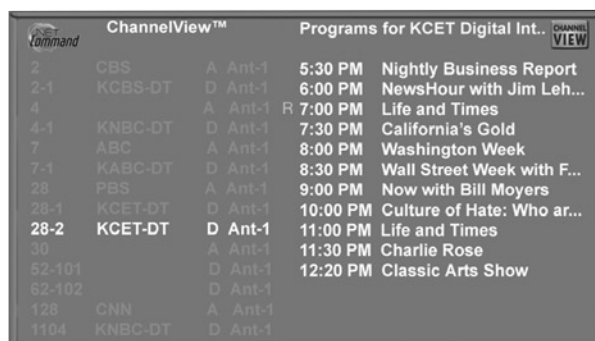 NET Command
ChannelView™
Programs for KCET Digital Int..
CHANNEL VIEW
2 CBS A Ant-1
2-1 KCBS-DT D Ant-1
4 A Ant-1
4-1 KNBC-DT D Ant-1
7 ABC A Ant-1
7-1 KABC-DT D Ant-1
28 PBS A Ant-1
28-1 KCET-DT D Ant-1
28-2 KCET-DT D Ant-1
30 A Ant-1
52-101 D Ant-1
62-102 D Ant-1
128 CNN A Ant-1
1104 KNBC-DT D Ant-1
5:30 PM Nightly Business Report
6:00 PM NewsHour with Jim Leh...
R 7:00 PM Life and Times
7:30 PM California's Gold
8:00 PM Washington Week
8:30 PM Wall Street Week with F...
9:00 PM Now with Bill Moyers
10:00 PM Culture of Hate: Who ar...
11:00 PM Life and Times
11:30 PM Charlie Rose
12:20 PM Classic Arts Show